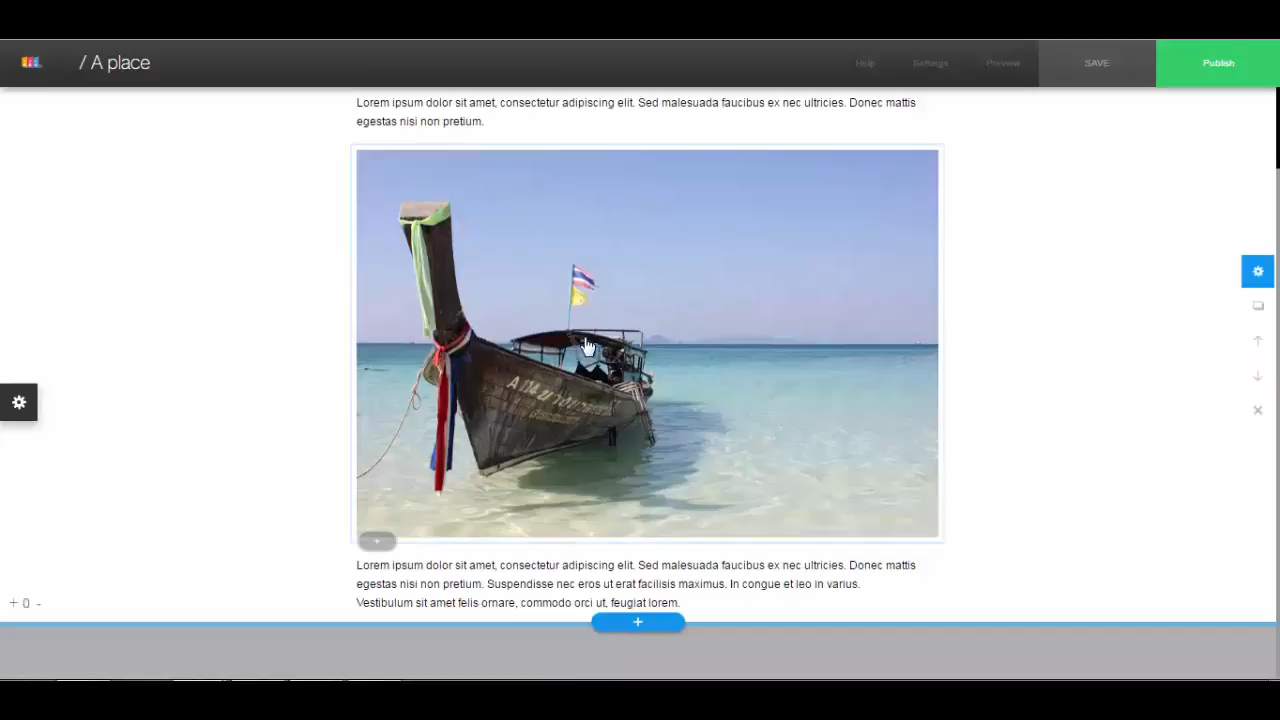 / A place
Help Settings Preview SAVE Publish
Lorem ipsum dolor sit amet, consectetur adipiscing elit. Sed malesuada faucibus ex nec ultricies. Donec mattis
egestas nisi non pretium.
Lorem ipsum dolor sit amet, consectetur adipiscing elit. Sed malesuada faucibus ex nec ultricies. Donec mattis
egestas nisi non pretium. Suspendisse nec eros ut erat facilisis maximus. In congue et leo in varius.
+ 0 -
Vestibulum sit amet felis ornare, commodo orci ut, feugiat lorem.